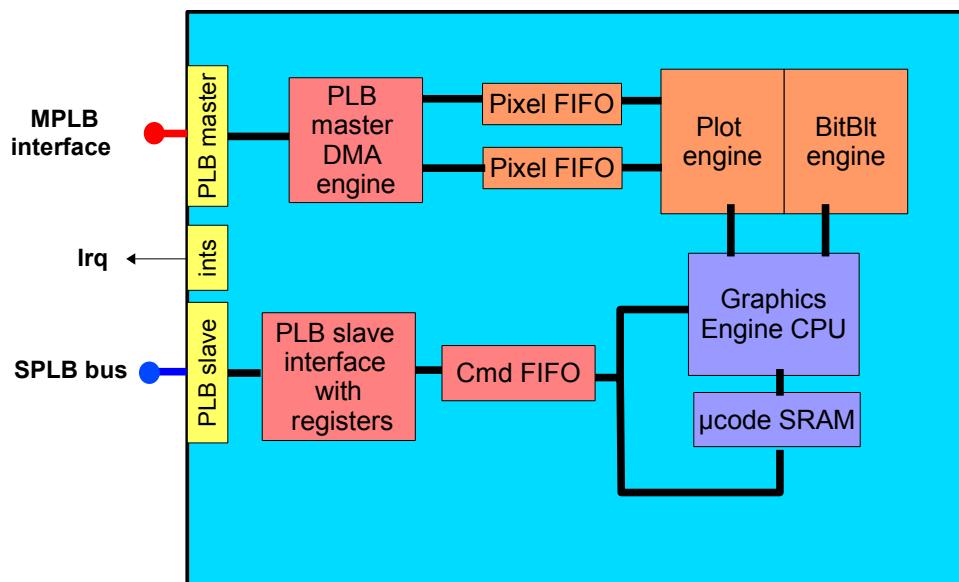 MPLB
interface
PLB master
PLB
master
DMA
engine
Pixel FIFO
Pixel FIFO
Plot
engine
BitBlt
engine
Irq
ints
Graphics
Engine CPU
SPLB bus
PLB slave
PLB slave
interface
with
registers
Cmd FIFO
µcode SRAM